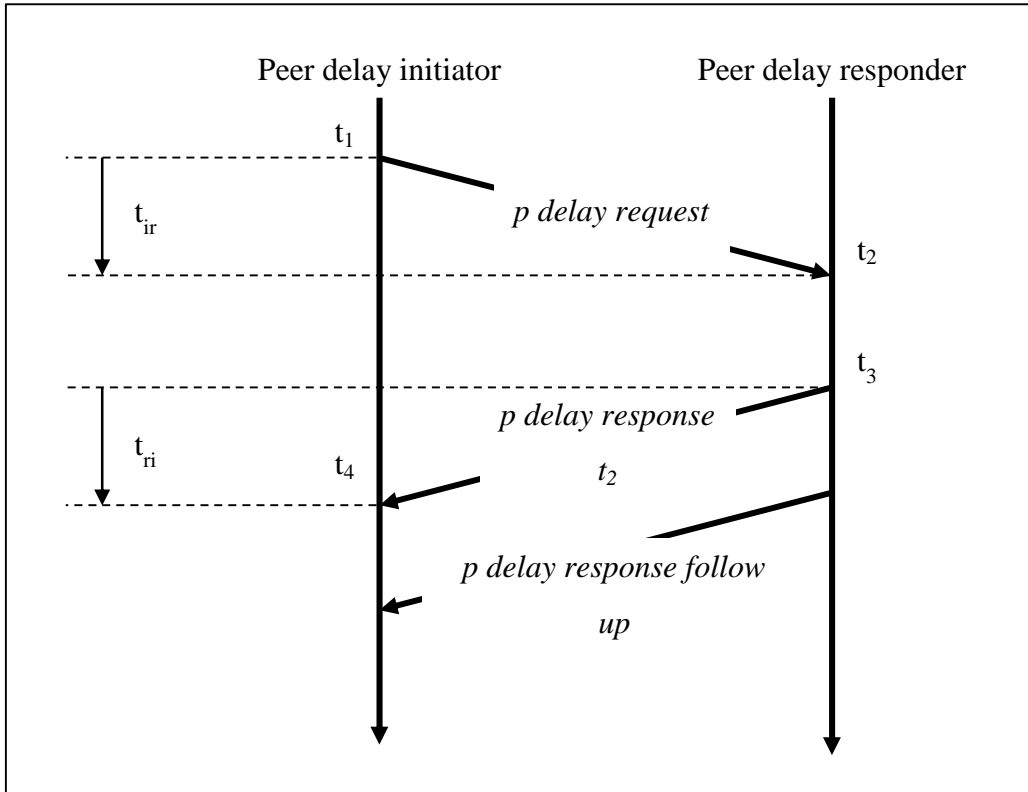 Peer delay initiator
Peer delay responder
t1
tir
p delay request
t2
t3
p delay response
t2
tri
t4
p delay response follow
up